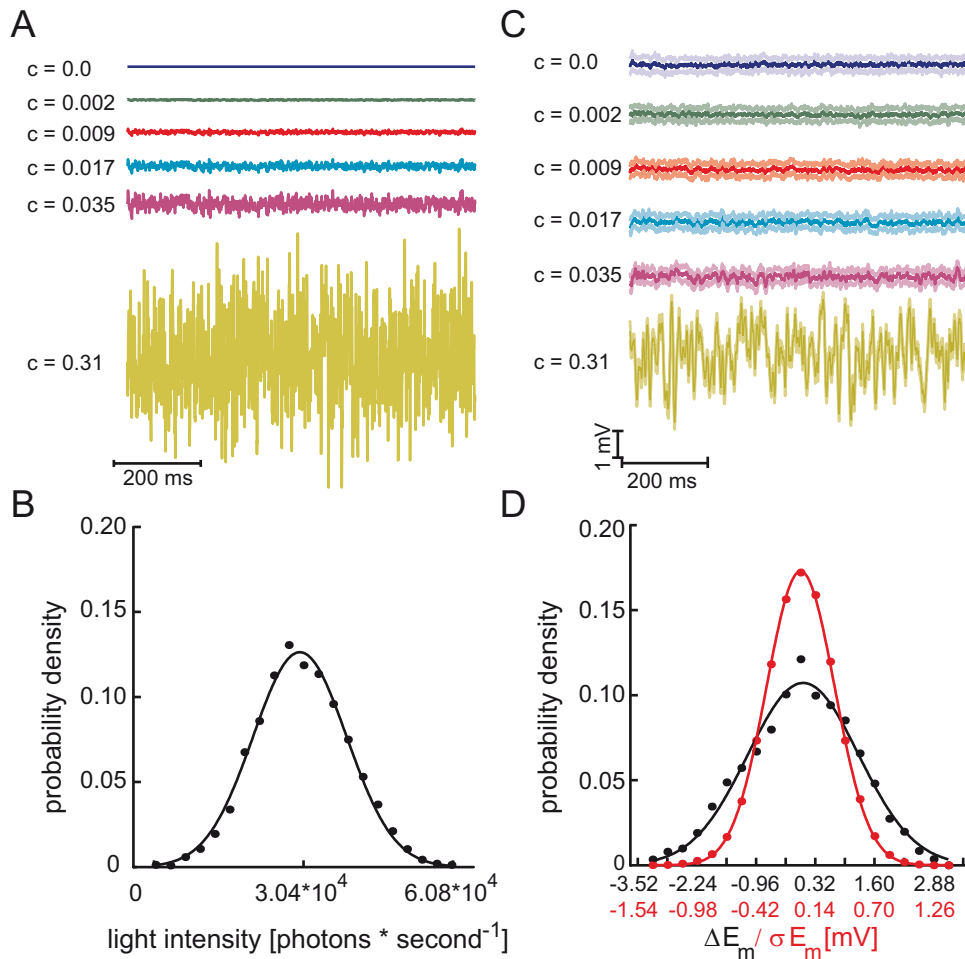 A
c = 0.0
c = 0.002
c = 0.009
c = 0.017
c = 0.035
c = 0.31
200 ms
C
c = 0.0
c = 0.002
c = 0.009
c = 0.017
c = 0.035
c = 0.31
1 mV
200 ms
B
probability density
0.20
0.15
0.10
0.05
0
0 3.04*10^4 6.08*10^4
light intensity [photons * second^-1]
D
probability density
0.20
0.15
0.10
0.05
0
-3.52 -2.24 -0.96 0.32 1.60 2.88
-1.54 -0.98 -0.42 0.14 0.70 1.26
ΔE_m / σ E_m [mV]